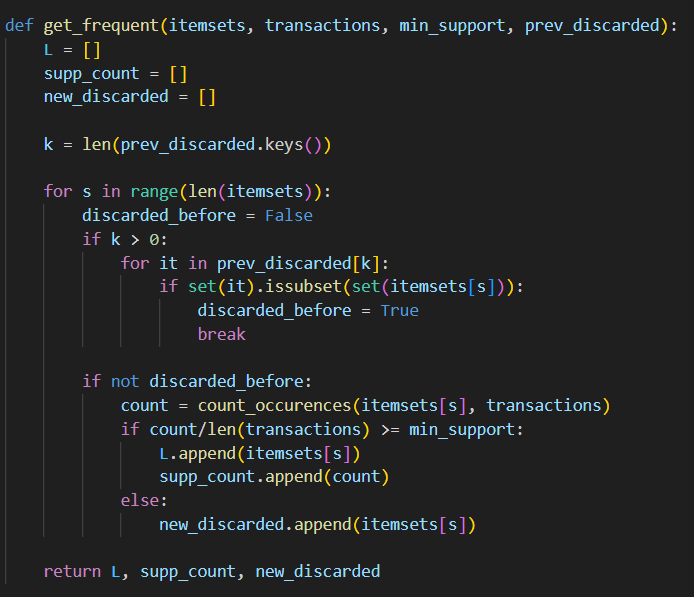 def get_frequent(itemsets, transactions, min_support, prev_discarded):
    L = []
    supp_count = []
    new_discarded = []

    k = len(prev_discarded.keys())

    for s in range(len(itemsets)):
        discarded_before = False
        if k > 0:
            for it in prev_discarded[k]:
                if set(it).issubset(set(itemsets[s])):
                    discarded_before = True
                    break

        if not discarded_before:
            count = count_occurences(itemsets[s], transactions)
            if count/len(transactions) >= min_support:
                L.append(itemsets[s])
                supp_count.append(count)
            else:
                new_discarded.append(itemsets[s])

    return L, supp_count, new_discarded